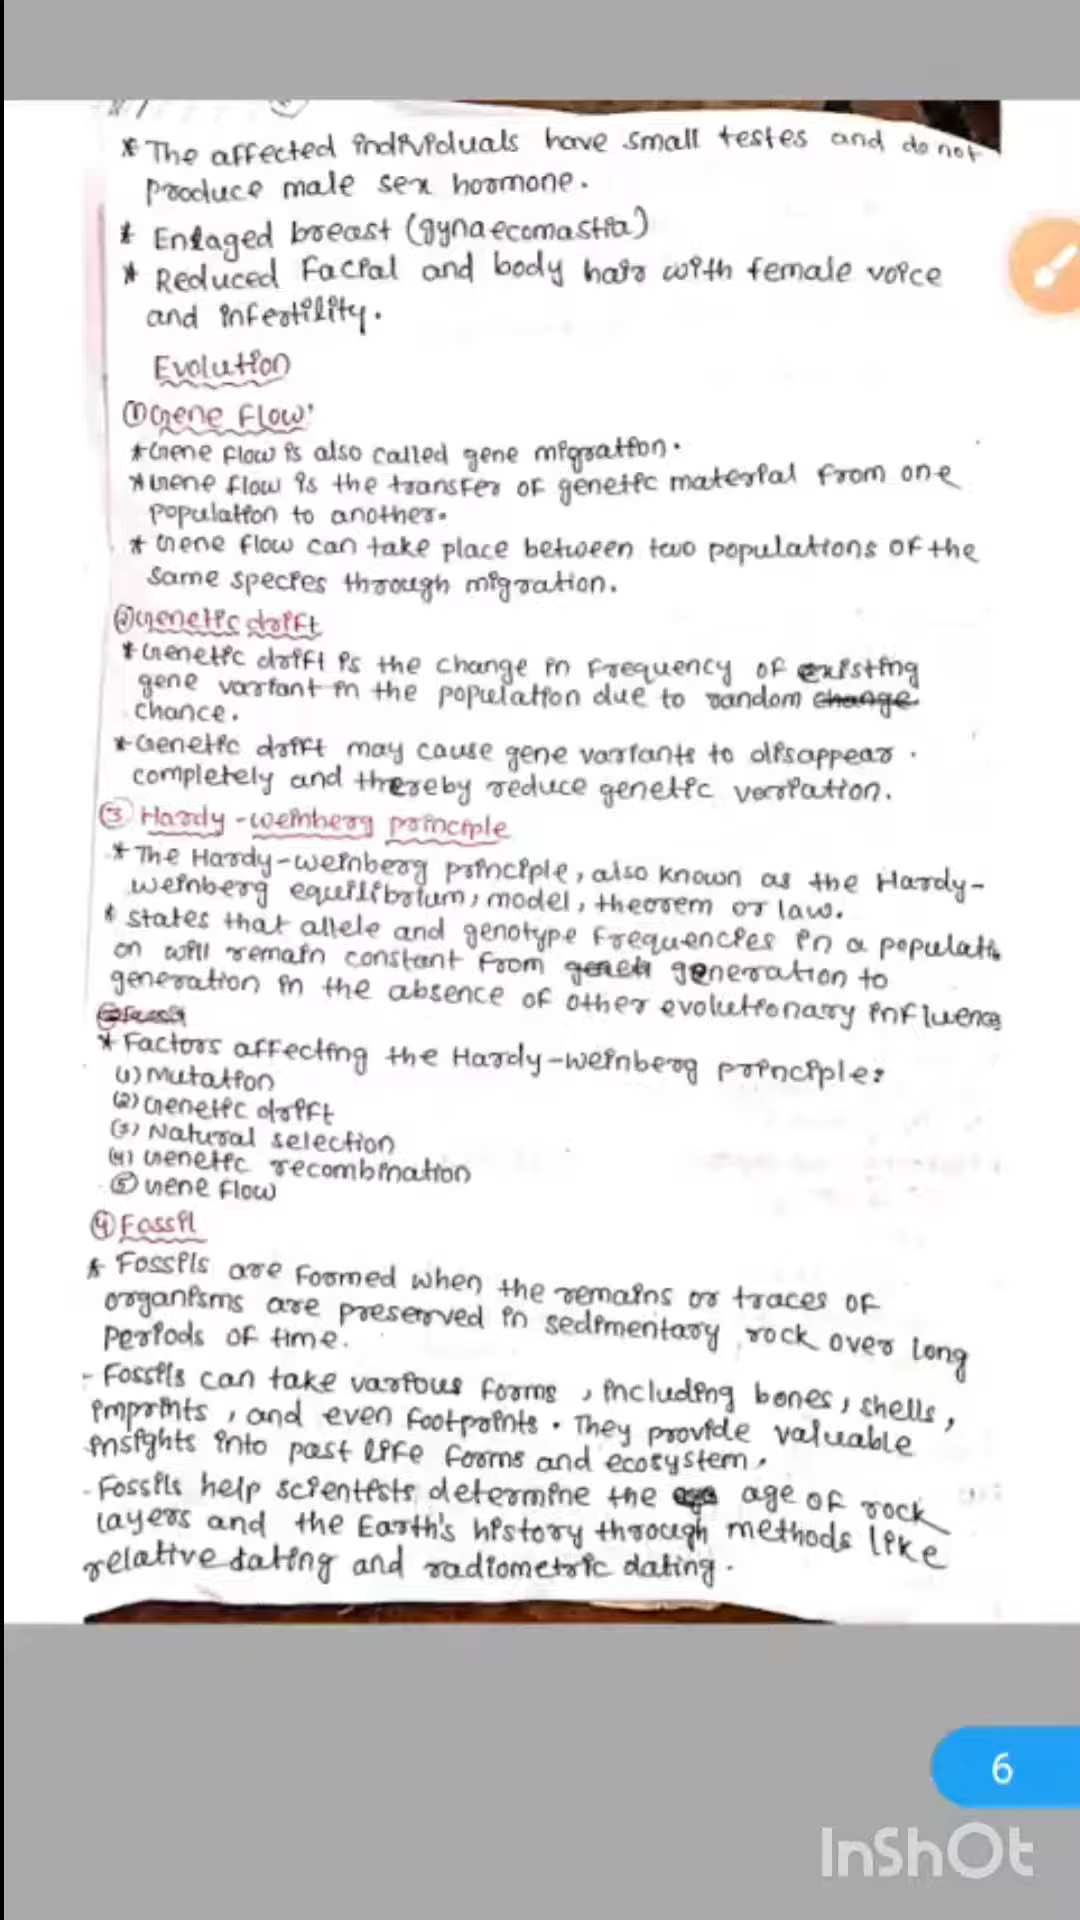 * The affected individuals have small testes and do not
produce male sex hormone.
* Enlaged breast (gynaecomastia)
* Reduced facial and body hair with female voice
and infertility.
Evolution
① Gene Flow:
* Gene flow is also called gene migration.
* Gene flow is the transfer of genetic material from one
population to another.
* Gene flow can take place between two populations of the
same species through migration.
② Genetic drift
* Genetic drift is the change in frequency of existing
gene variant in the population due to random change
chance.
* Genetic drift may cause gene variants to disappear.
completely and thereby reduce genetic verriation.
③ Hardy-weinberg principle
* The Hardy-weinberg principle, also known as the Hardy-
weinberg equilibrium, model, theorem or law.
* states that allele and genotype frequencies in a populati
on will remain constant from generation to
generation in the absence of other evolutionary influences
* Factors affecting the Hardy-weinberg principle:
(1) Mutation
(2) Genetic drift
(3) Natural selection
(4) Genetic recombination
⑤ Gene flow
④ Fossil
* Fossils are formed when the remains or traces of
organisms are preserved in sedimentary rock over long
periods of time.
- Fossils can take various forms, including bones, shells,
imprints, and even footprints. They provide valuable
insights into past life forms and ecosystem.
- Fossils help scientists determine the age of rock
layers and the Earth's history through methods like
relative dating and radiometric dating.
6
InShOt